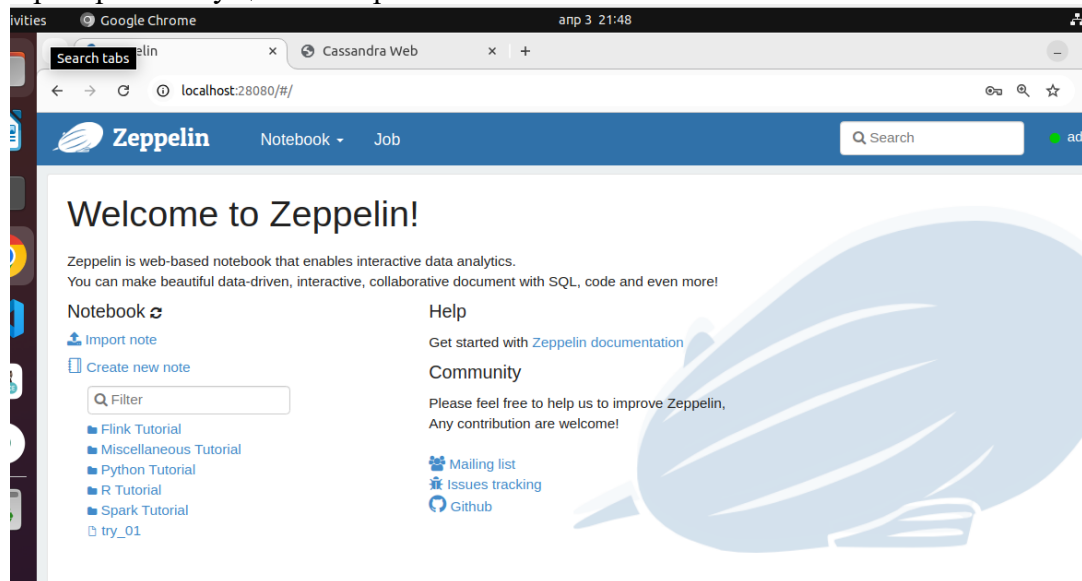 ivities Google Chrome апр 3 21:48
Search tabs elin × Cassandra Web × +
localhost:28080/#/
Zeppelin Notebook Job Search ad
Welcome to Zeppelin!
Zeppelin is web-based notebook that enables interactive data analytics.
You can make beautiful data-driven, interactive, collaborative document with SQL, code and even more!
Notebook
Import note
Create new note
Filter
Flink Tutorial
Miscellaneous Tutorial
Python Tutorial
R Tutorial
Spark Tutorial
try_01
Help
Get started with Zeppelin documentation
Community
Please feel free to help us to improve Zeppelin,
Any contribution are welcome!
Mailing list
Issues tracking
Github